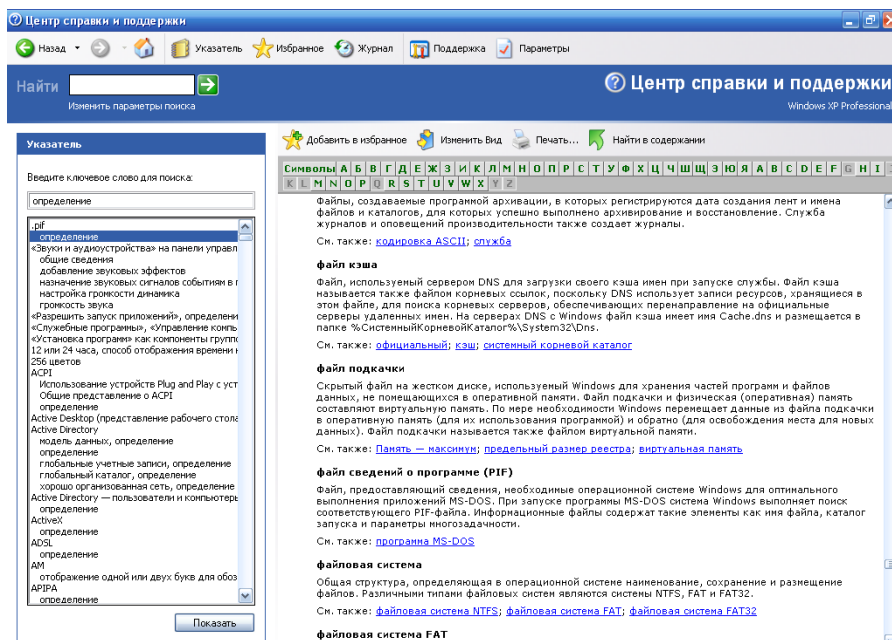 Центр справки и поддержки
Назад Указатель Избранное Журнал Поддержка Параметры
Найти
Изменить параметры поиска
Центр справки и поддержки
Windows XP Professional
Указатель
Введите ключевое слово для поиска:
определение
.pif
определение
«Звуки и аудиоустройства» на панели управл
общие сведения
добавление звуковых эффектов
назначение звуковых сигналов событиям в г
настройка громкости динамика
громкость звука
«Разрешить запуск приложений», определени
«Служебные программы», «Управление компь
«Установка программ» как компоненты группо
12 или 24 часа, способ отображения времени н
256 цветов
ACPI
Использование устройств Plug and Play с уст
Общие представление о ACPI
определение
Active Desktop (представление рабочего стола
Active Directory
модель данных, определение
определение
глобальные учетные записи, определение
глобальный каталог, определение
хорошо организованная сеть, определение
Active Directory — пользователи и компьютеры
определение
ActiveX
определение
ADSL
определение
AM
отображение одной или двух букв для обоз
APIPA
определение
Показать
Добавить в избранное Изменить Вид Печать... Найти в содержании
Символы А Б В Г Д Е Ж З И К Л М Н О П Р С Т У Ф Х Ц Ч Ш Щ Э Ю Я A B C D E F G H I J
K L M N O P Q R S T U V W X Y Z
Файлы, создаваемые программой архивации, в которых регистрируются дата создания лент и имена
файлов и каталогов, для которых успешно выполнено архивирование и восстановление. Служба
журналов и оповещений производительности также создает журналы.
См. также: кодировка ASCII; служба
файл кэша
Файл, используемый сервером DNS для загрузки своего кэша имен при запуске службы. Файл кэша
называется также файлом корневых ссылок, поскольку DNS использует записи ресурсов, хранящиеся в
этом файле, для поиска корневых серверов, обеспечивающих перенаправление на официальные
серверы удаленных имен. На серверах DNS с Windows файл кэша имеет имя Cache.dns и размещается в
папке %СистемныйКорневойКаталог%\System32\Dns.
См. также: официальный; кэш; системный корневой каталог
файл подкачки
Скрытый файл на жестком диске, используемый Windows для хранения частей программ и файлов
данных, не помещающихся в оперативной памяти. Файл подкачки и физическая (оперативная) память
составляют виртуальную память. По мере необходимости Windows перемещает данные из файла подкачки
в оперативную память (для их использования программой) и обратно (для освобождения места для новых
данных). Файл подкачки называется также файлом виртуальной памяти.
См. также: Память — максимум; предельный размер реестра; виртуальная память
файл сведений о программе (PIF)
Файл, предоставляющий сведения, необходимые операционной системе Windows для оптимального
выполнения приложений MS-DOS. При запуске программы MS-DOS система Windows выполняет поиск
соответствующего PIF-файла. Информационные файлы содержат такие элементы как имя файла, каталог
запуска и параметры многозадачности.
См. также: программа MS-DOS
файловая система
Общая структура, определяющая в операционной системе наименование, сохранение и размещение
файлов. Различными типами файловых систем являются системы NTFS, FAT и FAT32.
См. также: файловая система NTFS; файловая система FAT; файловая система FAT32
файловая система FAT